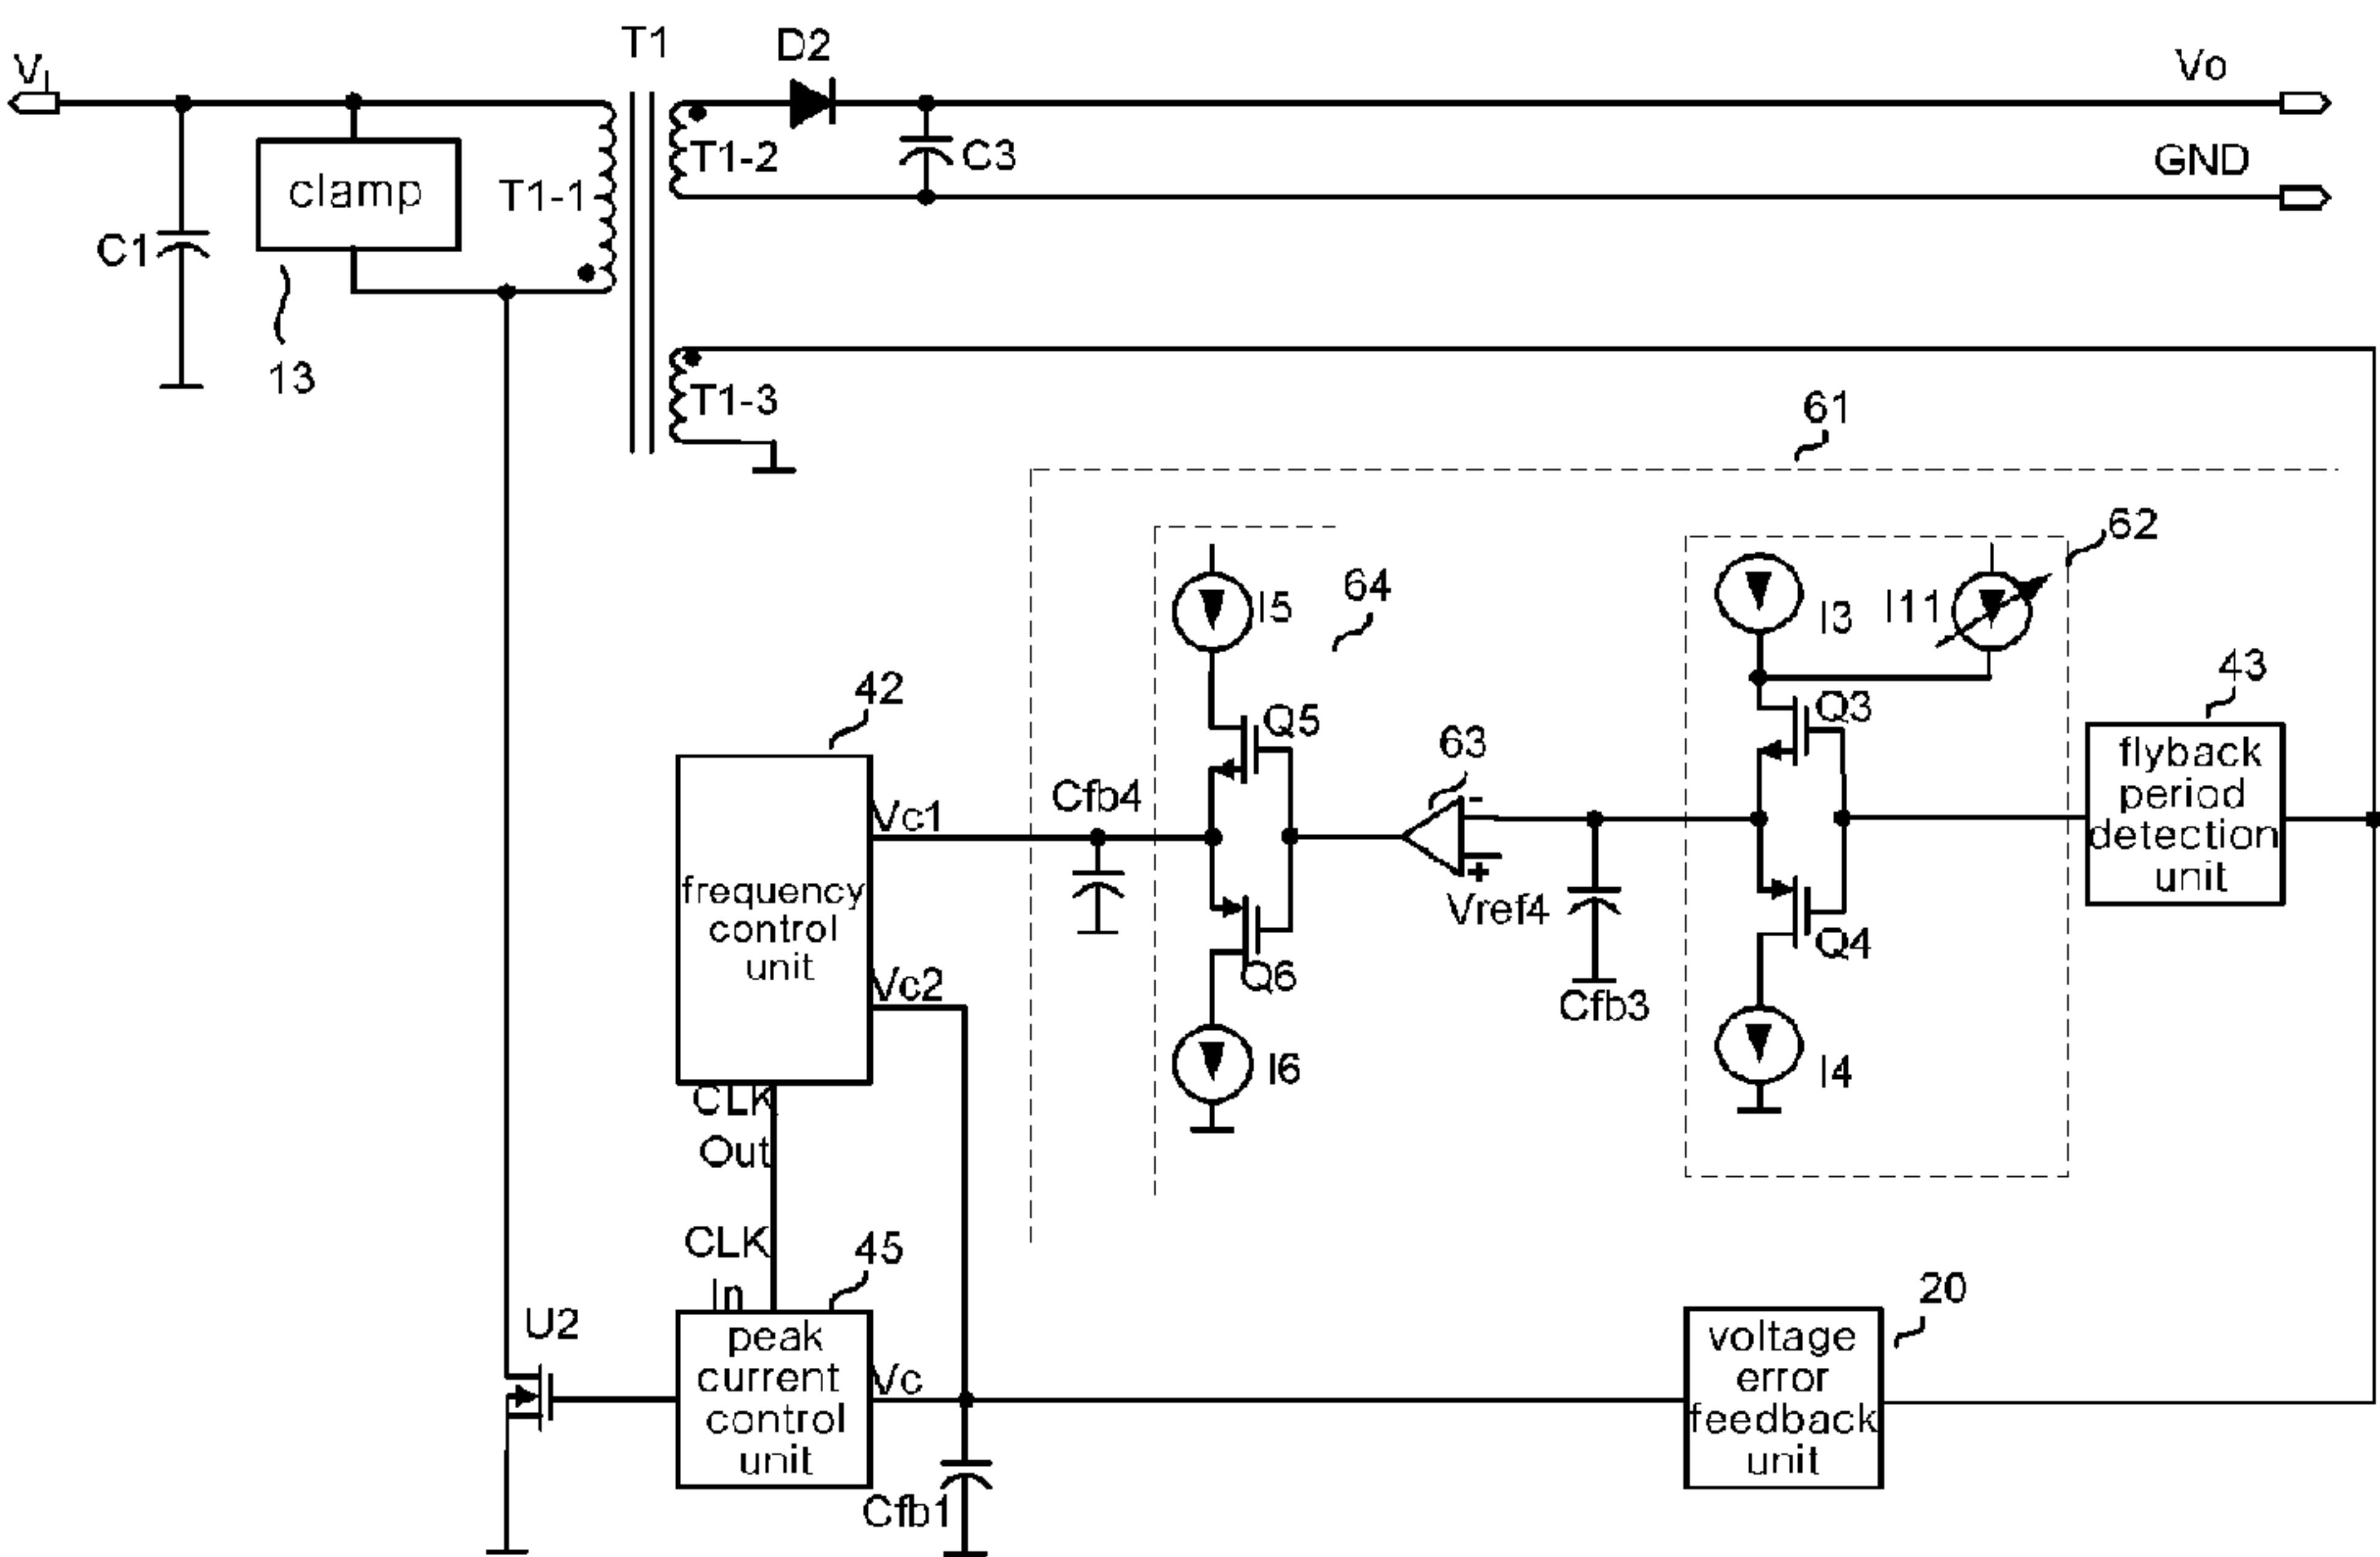 T1
D2
Vo
VI
T1-2
C3
GND
clamp
T1-1
C1
13
T1-3
61
62
64
I5
I3
I11
43
42
Q5
Q3
63
flyback
period
detection
unit
Cfb4
-
Vc1
+
Vref4
frequency
control
unit
Q4
Vc2
Q6
Cfb3
I6
I4
CLK
Out
CLK
In
45
20
U2
peak
current
control
unit
Vc
voltage
error
feedback
unit
Cfb1